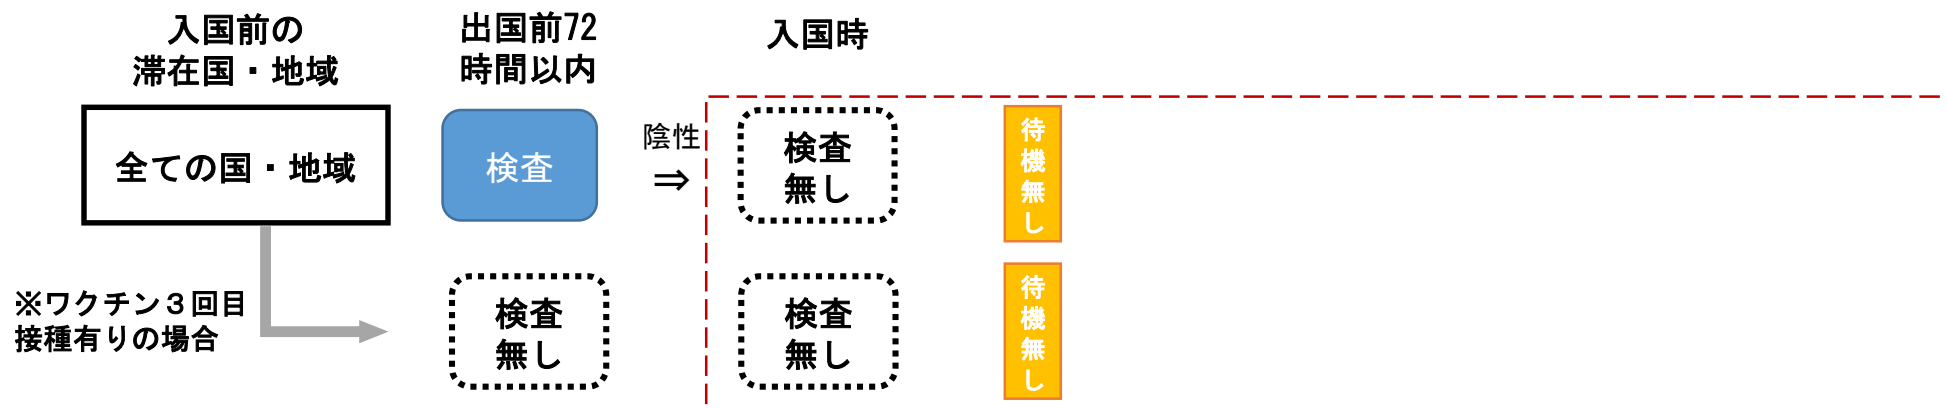 入国前の
滞在国・地域
出国前72
時間以内
入国時
全ての国・地域
検査
陰性
⇒
検査
無し
待機無し
※ワクチン３回目
接種有りの場合
検査
無し
検査
無し
待機無し